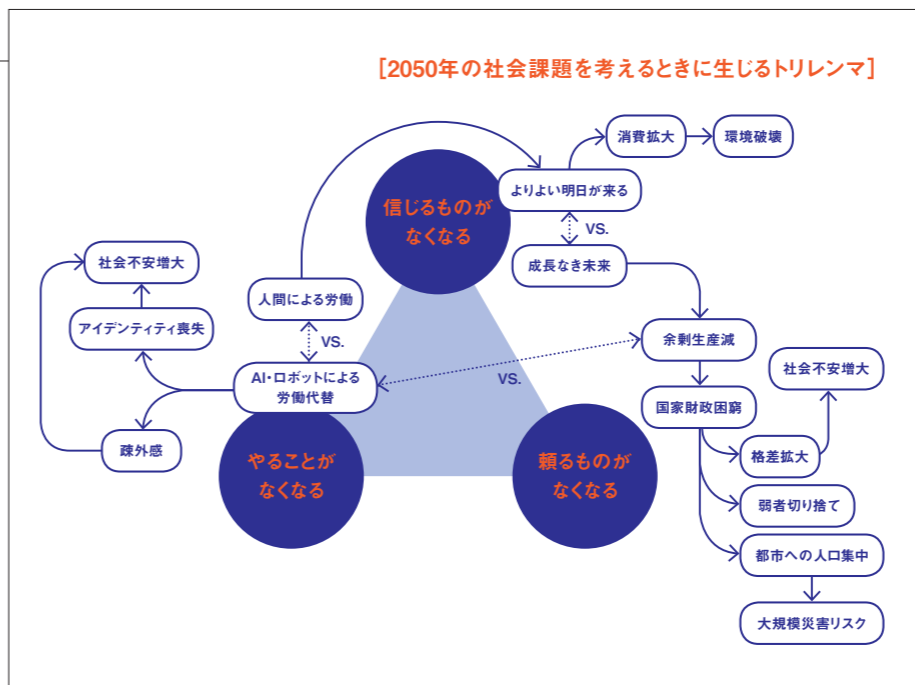 [2050年の社会課題を考えるときに生じるトリレンマ]
消費拡大
環境破壊
よりよい明日が来る
信じるものが
なくなる
VS.
成長なき未来
社会不安増大
人間による労働
アイデンティティ喪失
VS.
余剰生産減
社会不安増大
AI・ロボットによる
労働代替
VS.
国家財政困窮
疎外感
やることが
なくなる
頼るものが
なくなる
格差拡大
弱者切り捨て
都市への人口集中
大規模災害リスク